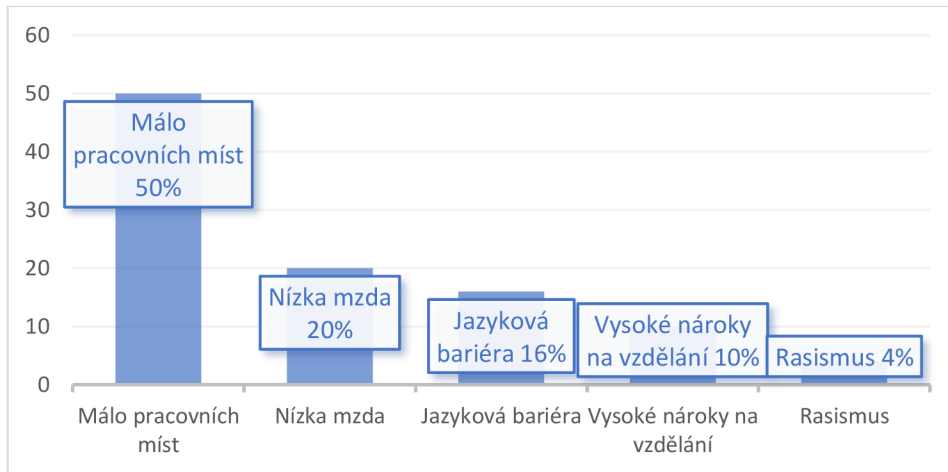 60
50
40
30
20
10
0
Málo
pracovních míst
50%
Nízka mzda
20%
Jazyková
bariéra 16%
Vysoké nároky
na vzdělání 10%
Rasismus 4%
Málo pracovních
míst
Nízka mzda
Jazyková bariéra
Vysoké nároky na
vzdělání
Rasismus